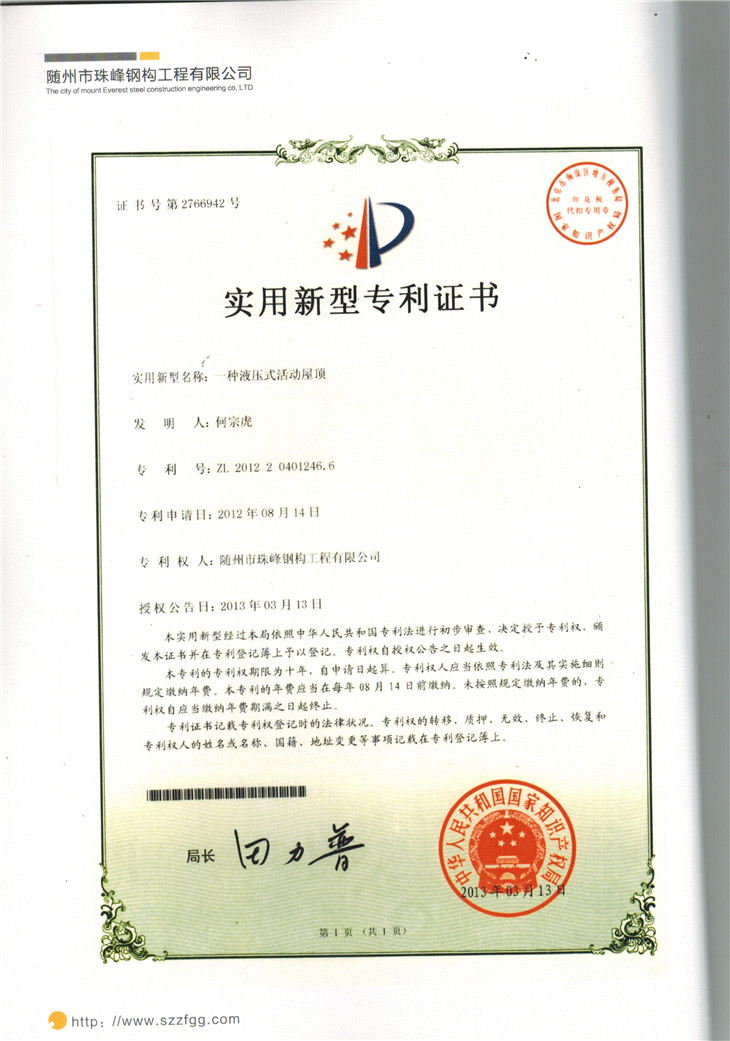 随州市珠峰钢构工程有限公司
The city of mount Everest steel construction engineering co. LTD
证书号第2766942号
印花税
代扣专用章
实用新型专利证书
实用新型名称：一种液压式活动屋顶
发明人：何宗虎
专利号：ZL 2012 2 0401246.6
专利申请日：2012年08月14日
专利权人：随州市珠峰钢构工程有限公司
授权公告日：2013年03月13日
本实用新型经过本局依照中华人民共和国专利法进行初步审查，决定授予专利权，颁
发本证书并在专利登记簿上予以登记。专利权自授权公告之日起生效。
本专利的专利权期限为十年，自申请日起算。专利权人应当依照专利法及其实施细则
规定缴纳年费。本专利的年费应当在每年08月14日前缴纳。未按照规定缴纳年费的，专
利权自应当缴纳年费期满之日起终止。
专利证书记载专利权登记时的法律状况。专利权的转移、质押、无效、终止、恢复和
专利权人的姓名或名称、国籍、地址变更等事项记载在专利登记簿上。
局长 田力普
中华人民共和国国家知识产权局
2013年03月13日
第1页（共1页）
http：//www.szzfgg.com